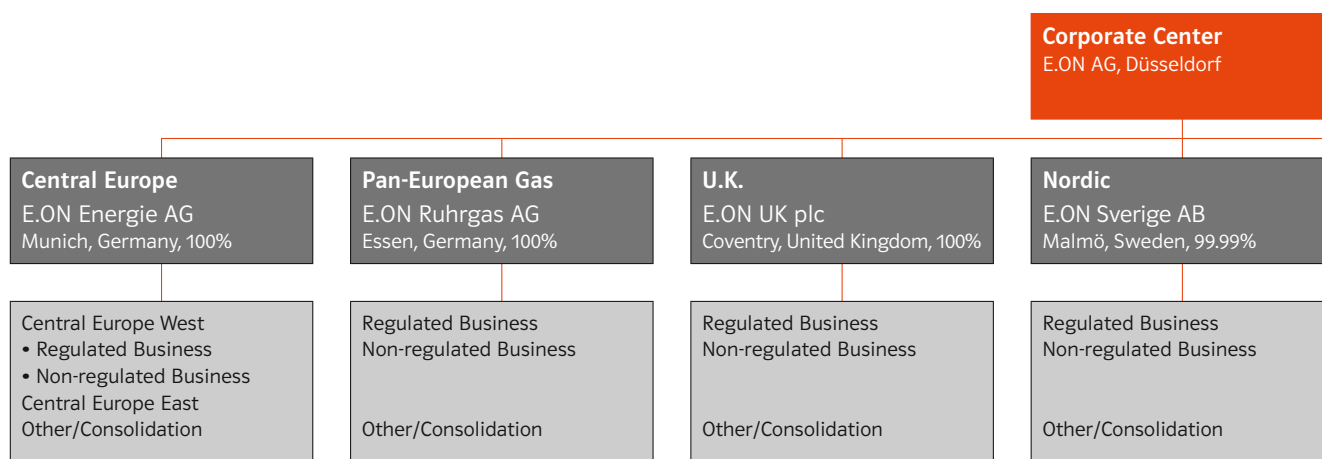 Corporate Center
E.ON AG, Düsseldorf
Central Europe
E.ON Energie AG
Munich, Germany, 100%
Pan-European Gas
E.ON Ruhrgas AG
Essen, Germany, 100%
U.K.
E.ON UK plc
Coventry, United Kingdom, 100%
Nordic
E.ON Sverige AB
Malmö, Sweden, 99.99%
Central Europe West
• Regulated Business
• Non-regulated Business
Central Europe East
Other/Consolidation
Regulated Business
Non-regulated Business
Other/Consolidation
Regulated Business
Non-regulated Business
Other/Consolidation
Regulated Business
Non-regulated Business
Other/Consolidation